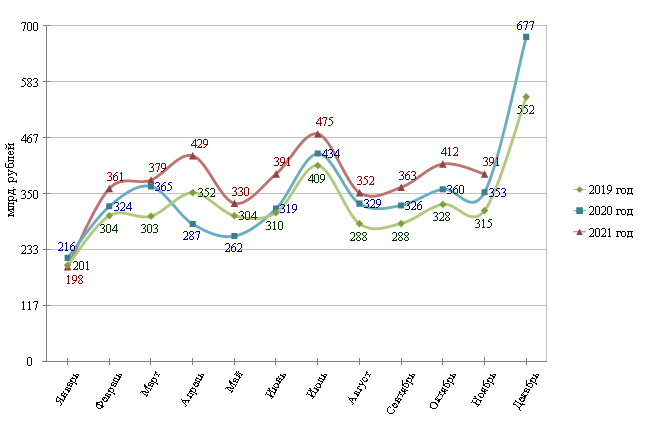 700
583
467
350
233
117
0
млрд. рублей
677
552
475
434
409
429
391
379
361
365
352
324
304
303
287
330
304
262
319
310
352
329
288
363
326
288
412
360
328
391
353
315
216
201
198
2019 год
2020 год
2021 год
Январь
Февраль
Март
Апрель
Май
Июнь
Июль
Август
Сентябрь
Октябрь
Ноябрь
Декабрь